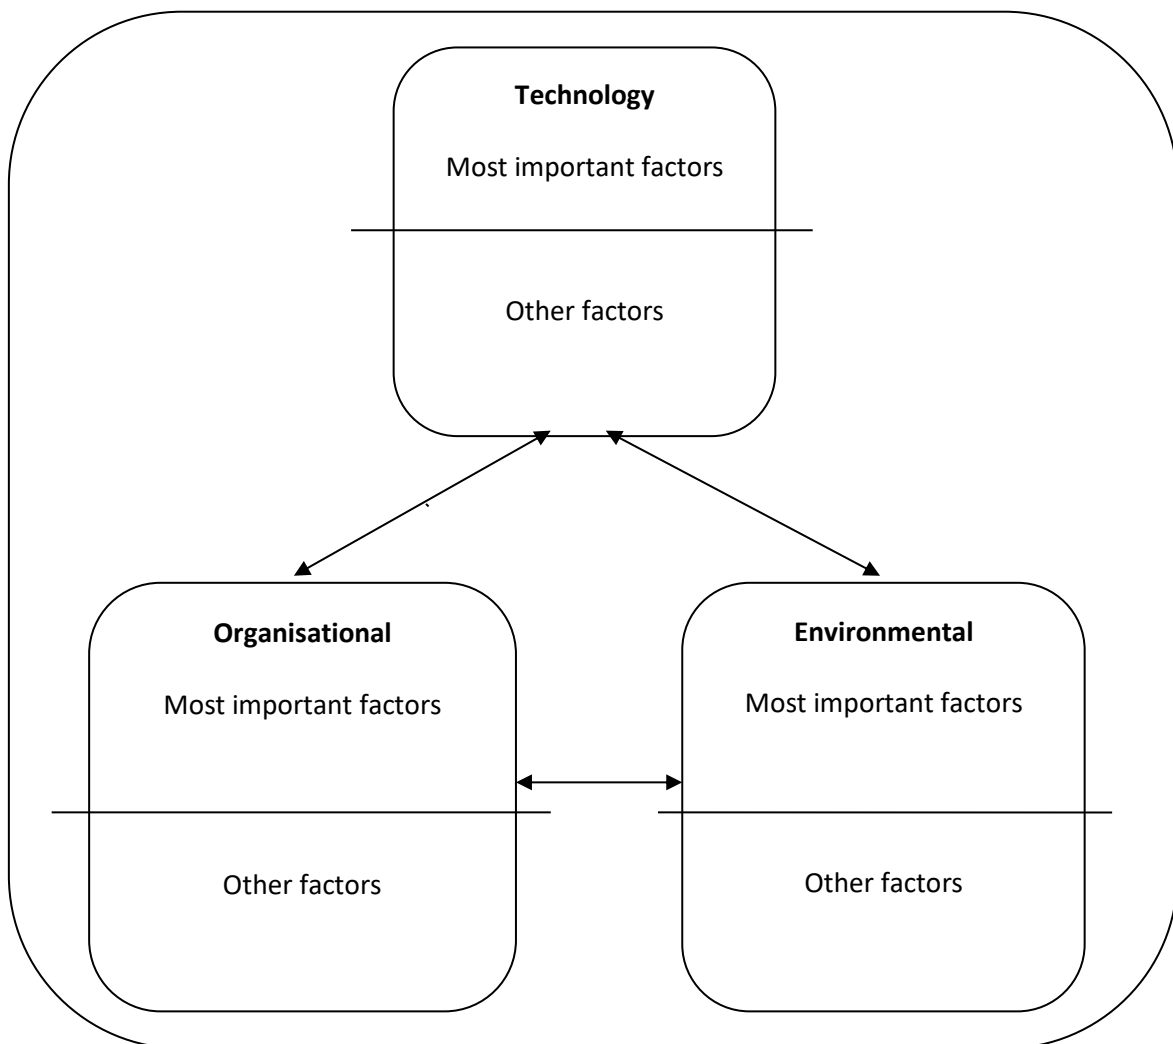 Technology
Most important factors
Other factors
Organisational
Most important factors
Other factors
Environmental
Most important factors
Other factors